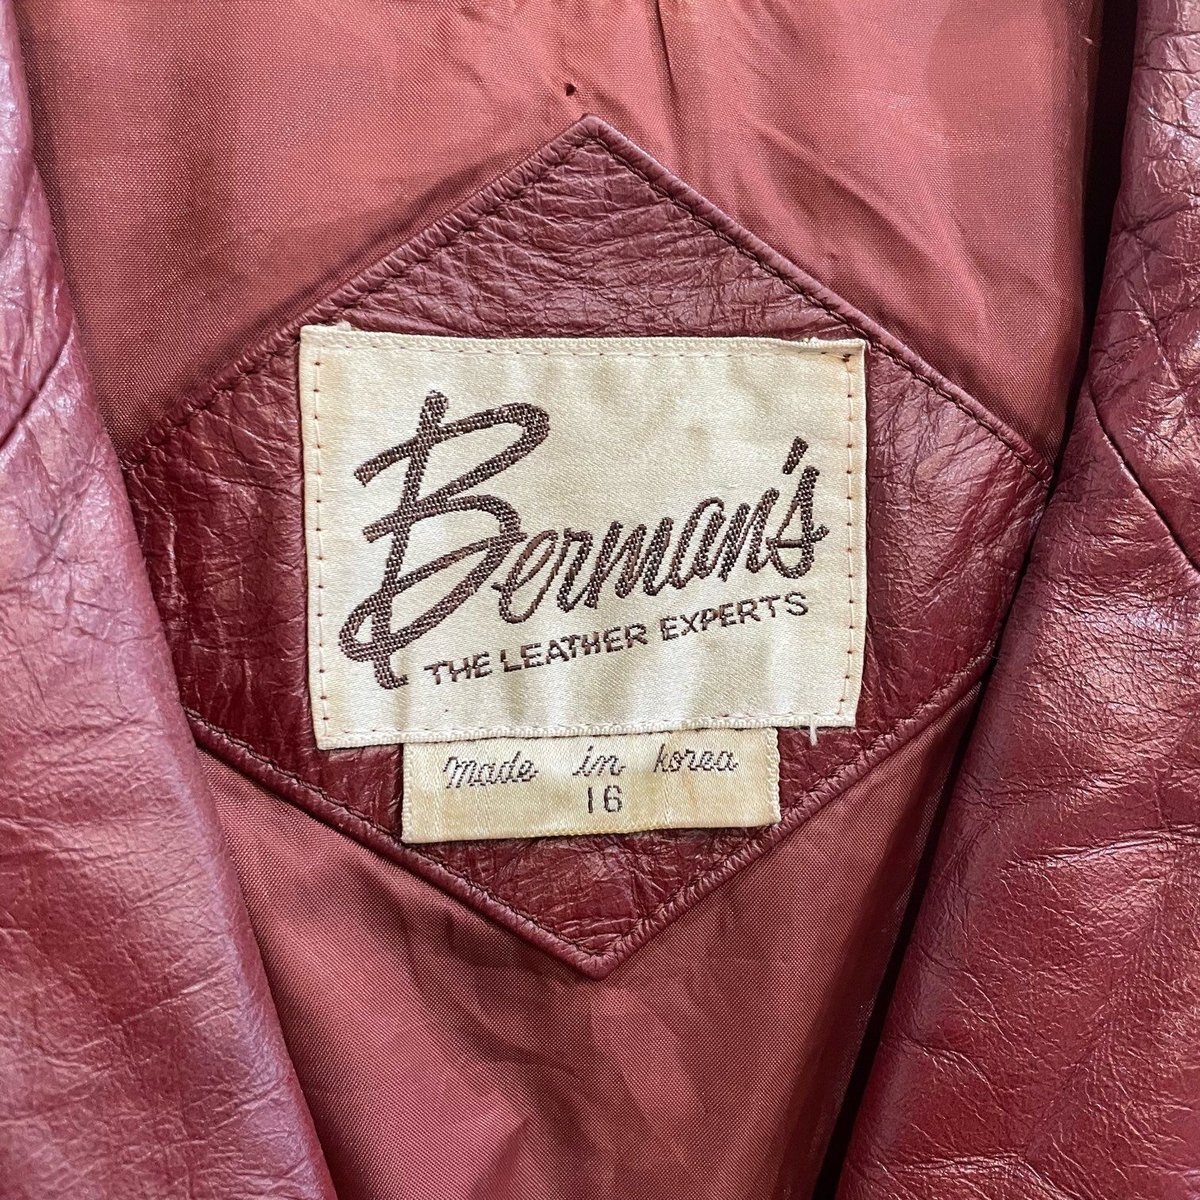 Berman's
THE LEATHER EXPERTS
made in korea
16